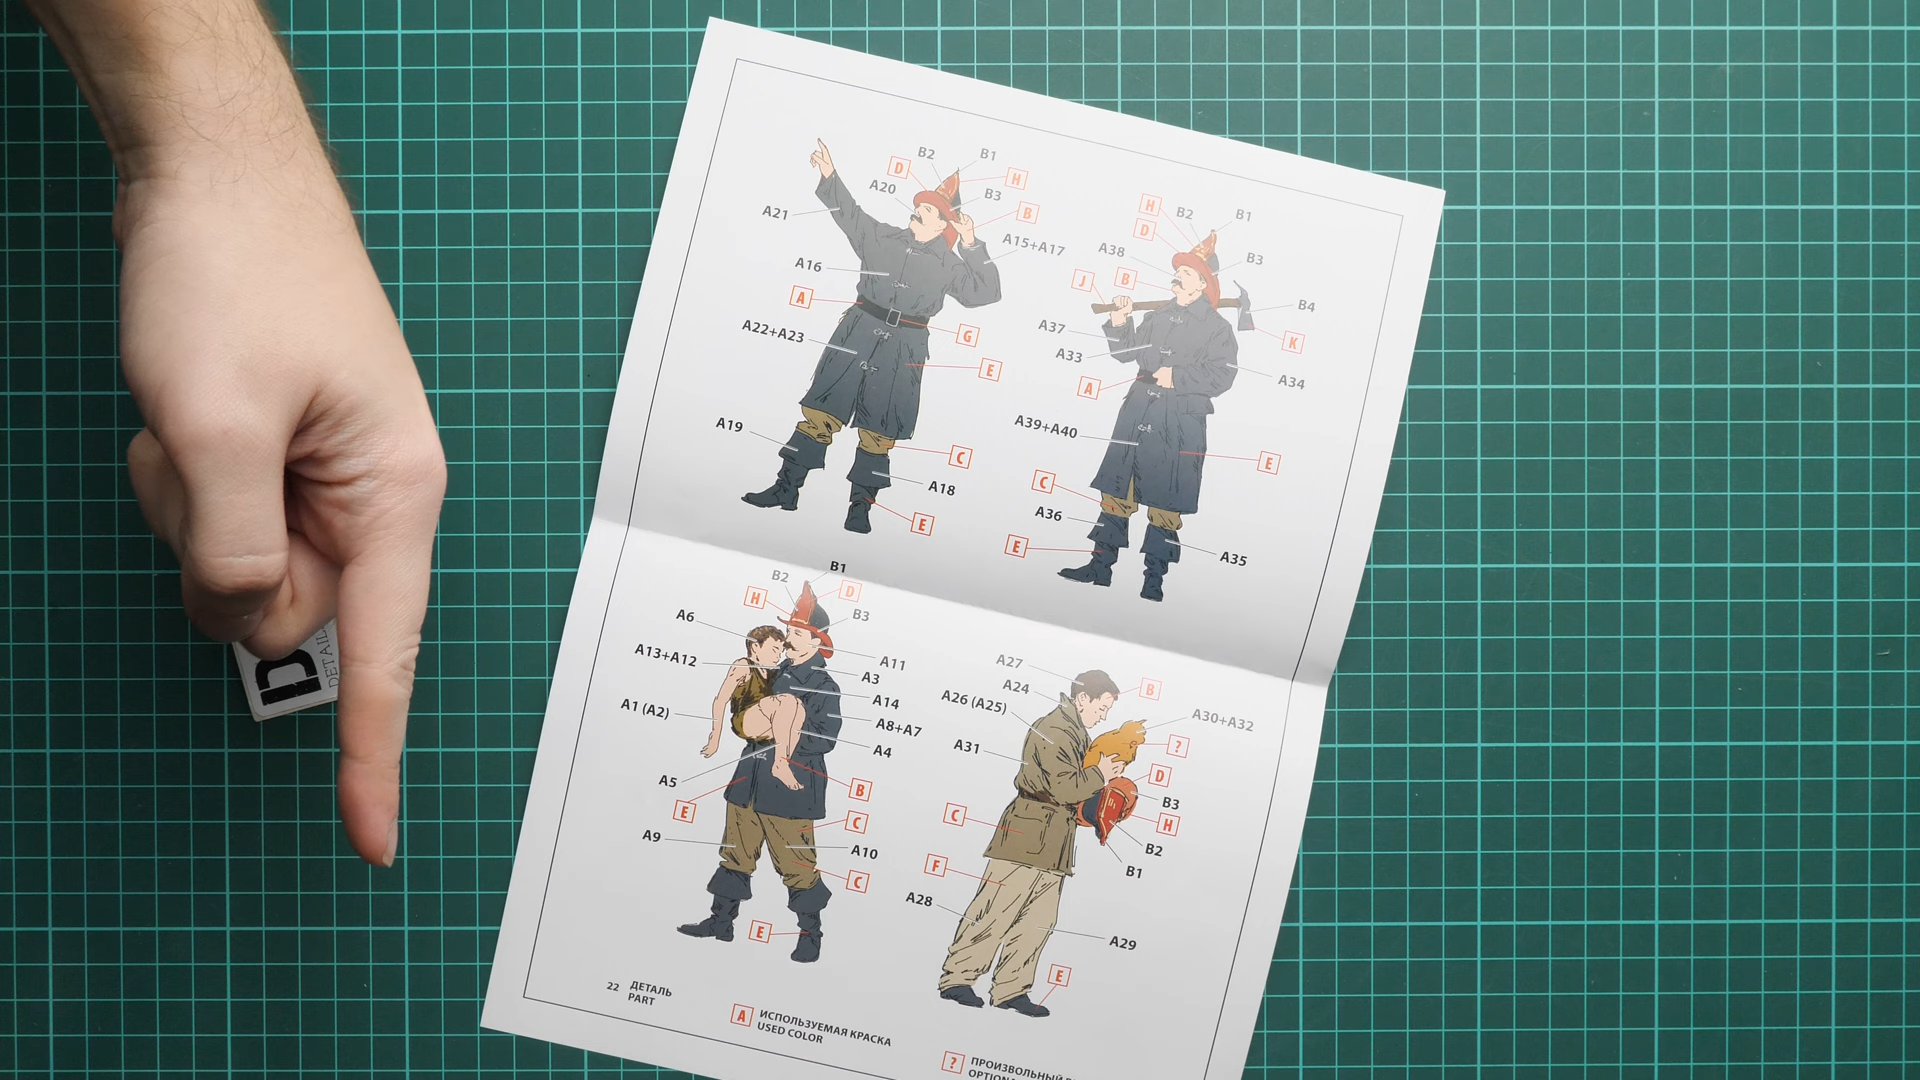 B2
B1
D
H
A20
B3
A21
B
A15+A17
A16
A
A22+A23
G
E
A19
C
A18
E
H
B2
B1
D
A38
B3
J
B
B4
A37
K
A33
A
A34
A39+A40
E
C
A36
E
A35
B1
B2
D
H
A6
B3
A13+A12
A11
A3
A14
A1 (A2)
A8+A7
A4
A5
B
E
C
A9
A10
C
E
A27
A24
B
A26 (A25)
A30+A32
A31
?
D
B3
C
H
B2
F
B1
A28
A29
E
22 ДЕТАЛЬ
PART
A ИСПОЛЬЗУЕМАЯ КРАСКА
USED COLOR
? ПРОИЗВОЛЬНЫЙ
D
DETAIL